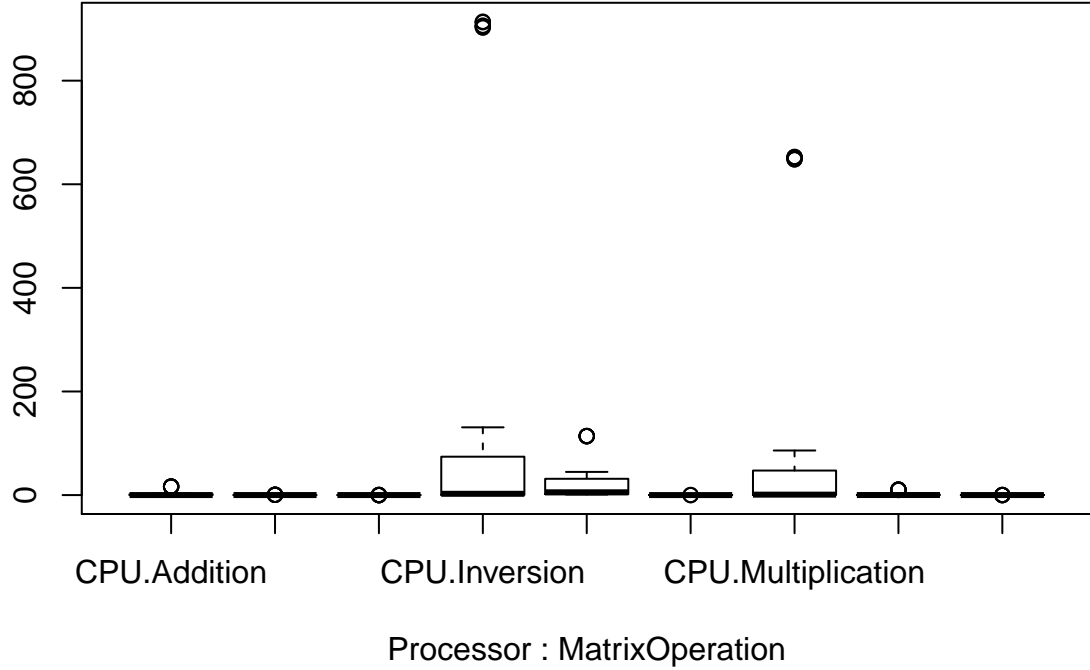 800
600
400
200
0
CPU.Addition CPU.Inversion CPU.Multiplication
Processor : MatrixOperation